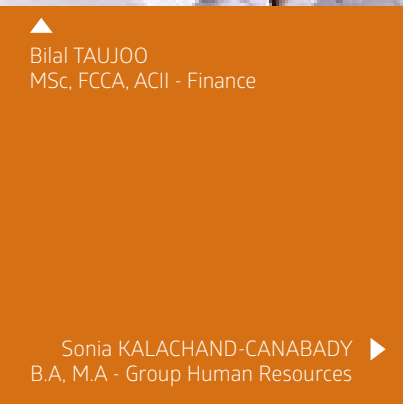 Bilal TAUJOO
MSc, FCCA, ACII - Finance
Sonia KALACHAND-CANABADY
B.A, M.A - Group Human Resources